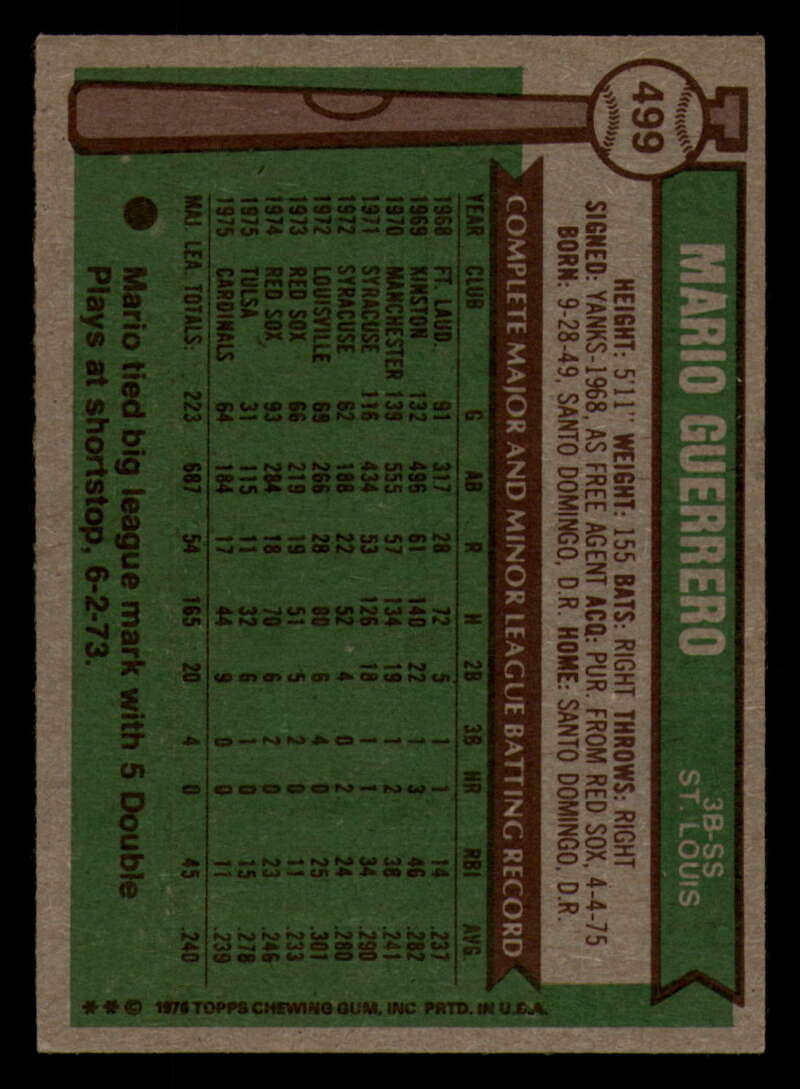 499
MARIO GUERRERO
3B-SS
ST. LOUIS
HEIGHT: 5'11" WEIGHT: 155 BATS: RIGHT THROWS: RIGHT
SIGNED: YANKS-1968, AS FREE AGENT ACQ: PUR. FROM RED SOX, 4-4-75
BORN: 9-28-49, SANTO DOMINGO, D.R. HOME: SANTO DOMINGO, D.R.
COMPLETE MAJOR AND MINOR LEAGUE BATTING RECORD
YEAR CLUB G AB R H 2B 3B HR RBI AVG.
1968 FT. LAUD. 91 317 28 72 5 1 1 14 .237
1969 KINSTON 132 496 61 140 22 1 3 46 .282
1970 MANCHESTER 139 555 57 134 19 1 2 38 .241
1971 SYRACUSE 116 434 53 126 18 1 1 34 .290
1972 SYRACUSE 62 188 22 52 4 0 2 24 .280
1972 LOUISVILLE 69 266 28 80 6 4 0 25 .301
1973 RED SOX 66 219 19 51 5 2 0 11 .233
1974 RED SOX 93 284 18 70 6 2 0 23 .246
1975 TULSA 31 115 11 32 6 1 0 15 .278
1975 CARDINALS 64 184 17 44 9 0 0 11 .239
MAJ. LEA. TOTALS: 223 687 54 165 20 4 0 45 .240
Mario tied big league mark with 5 Double
Plays at shortstop, 6-2-73.
** © 1976 TOPPS CHEWING GUM, INC PRTD. IN U.S.A.